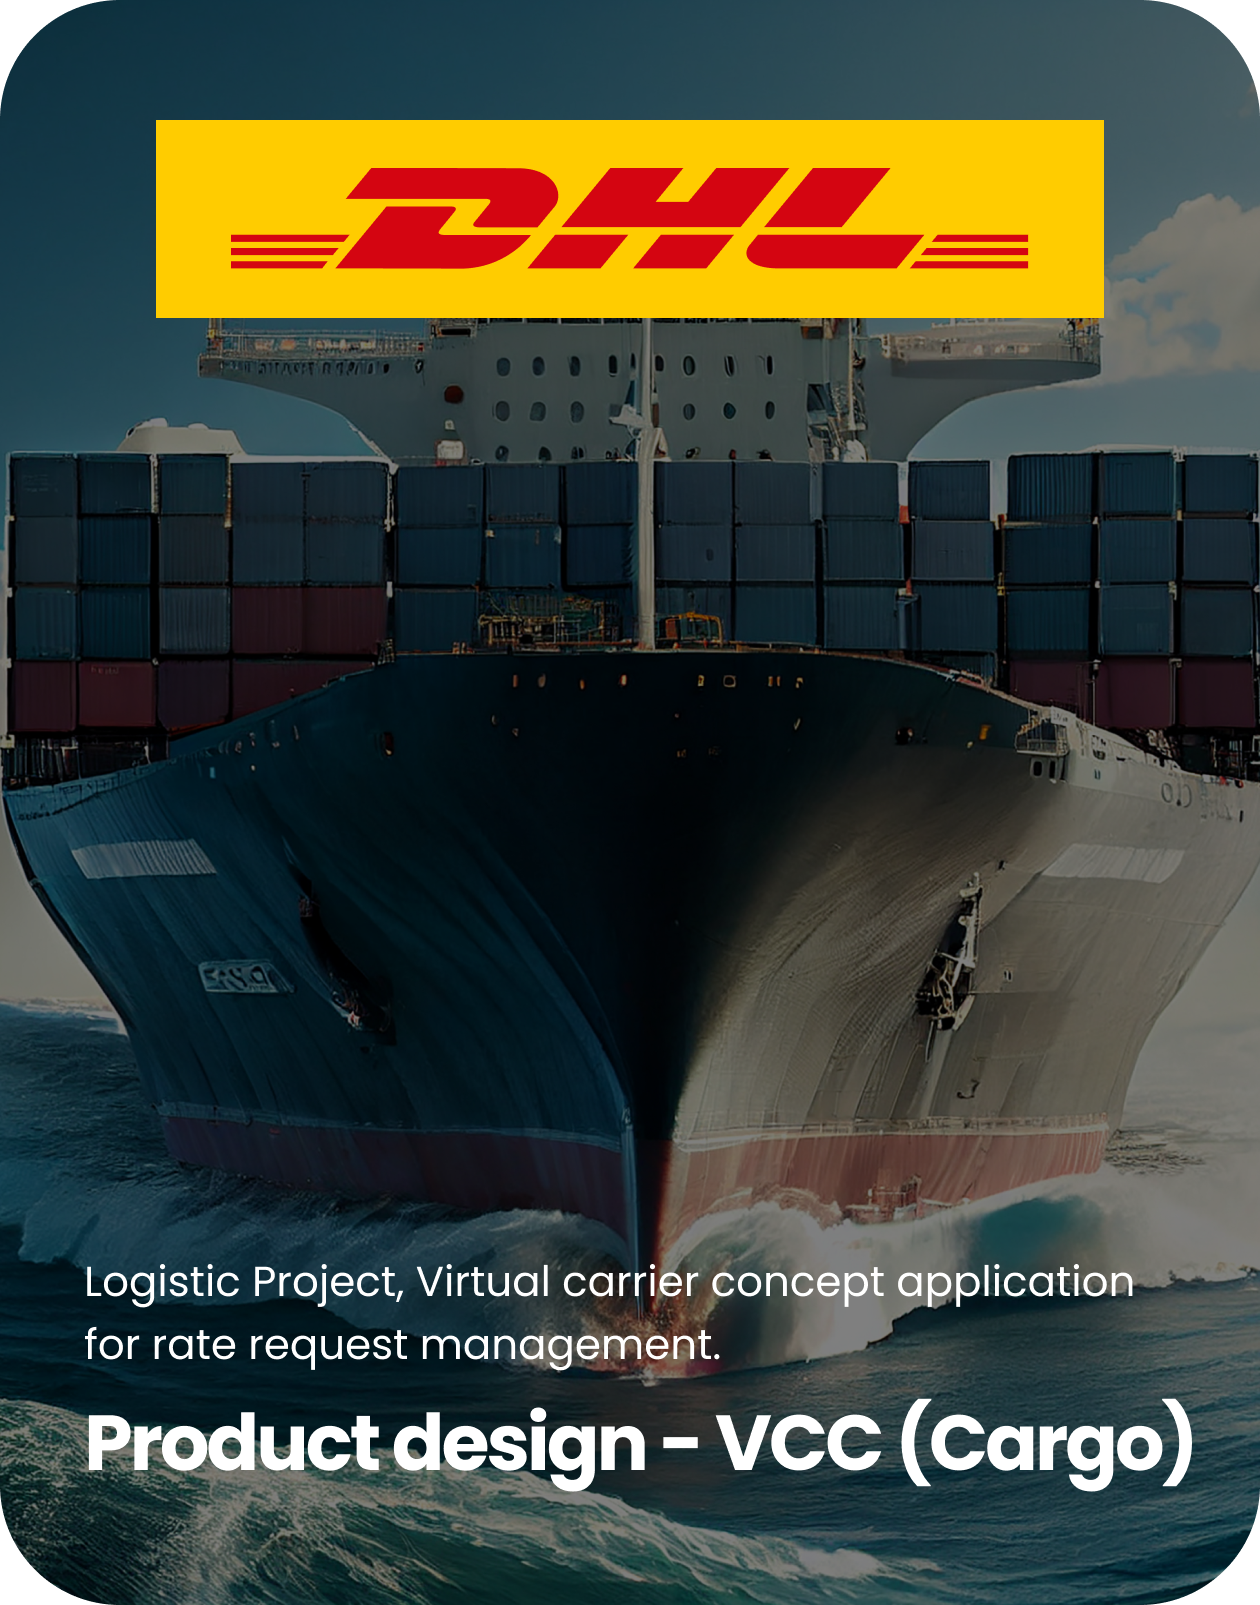 DHL
Logistic Project, Virtual carrier concept application
for rate request management.
Product design - VCC (Cargo)